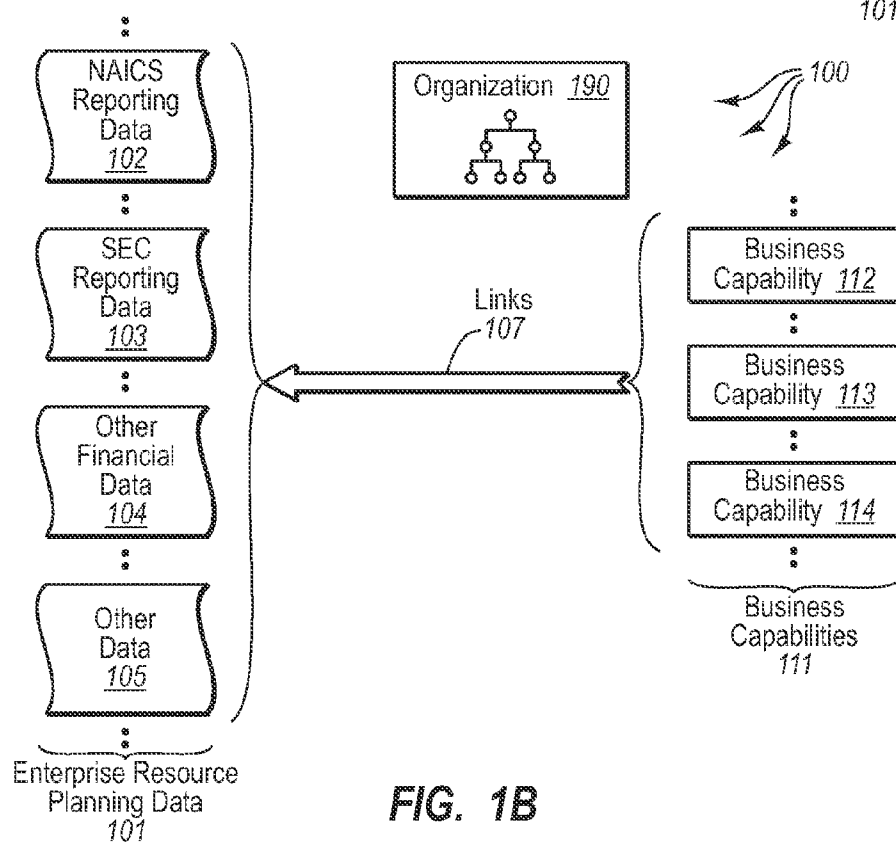 101
NAICS
Reporting
Data
102
SEC
Reporting
Data
103
Other
Financial
Data
104
Other
Data
105
Enterprise Resource
Planning Data
101
Organization 190
Links
107
100
Business
Capability 112
Business
Capability 113
Business
Capability 114
Business
Capabilities
111
FIG. 1B